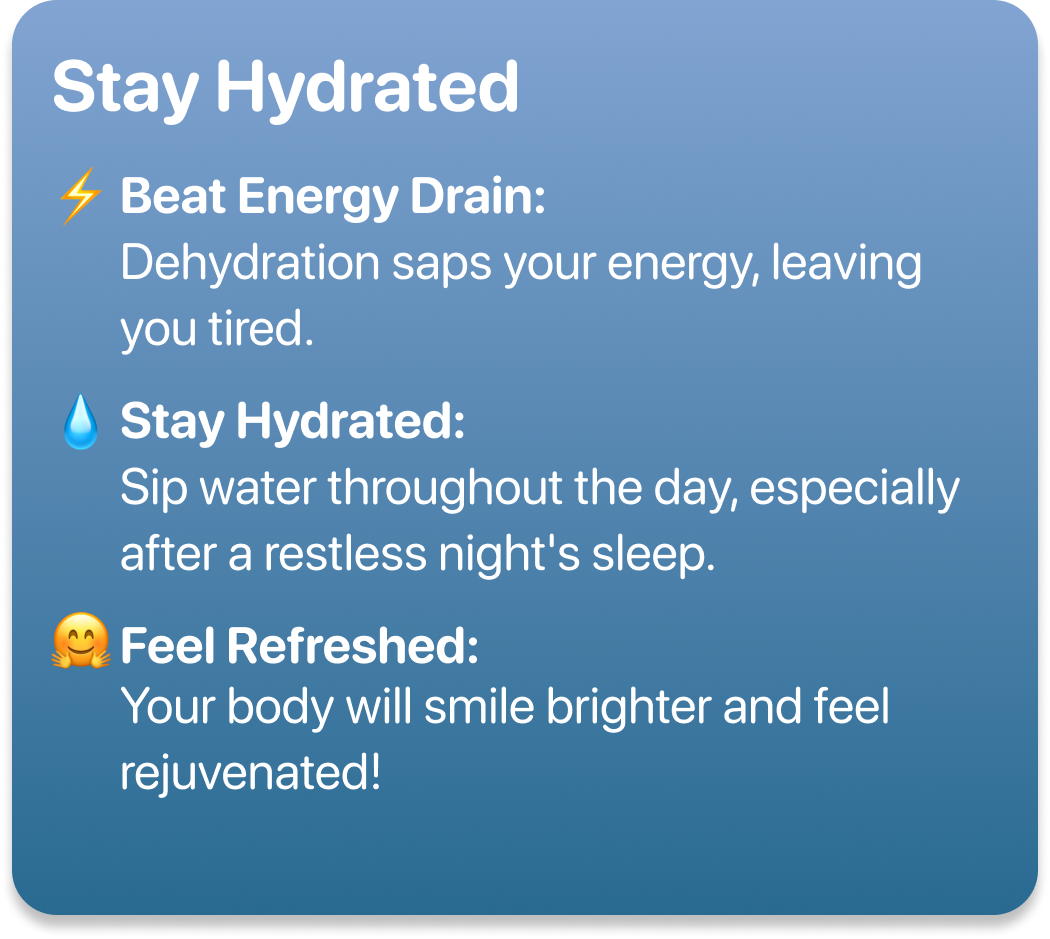 Stay Hydrated
⚡ Beat Energy Drain:
Dehydration saps your energy, leaving
you tired.
💧 Stay Hydrated:
Sip water throughout the day, especially
after a restless night's sleep.
🤗 Feel Refreshed:
Your body will smile brighter and feel
rejuvenated!